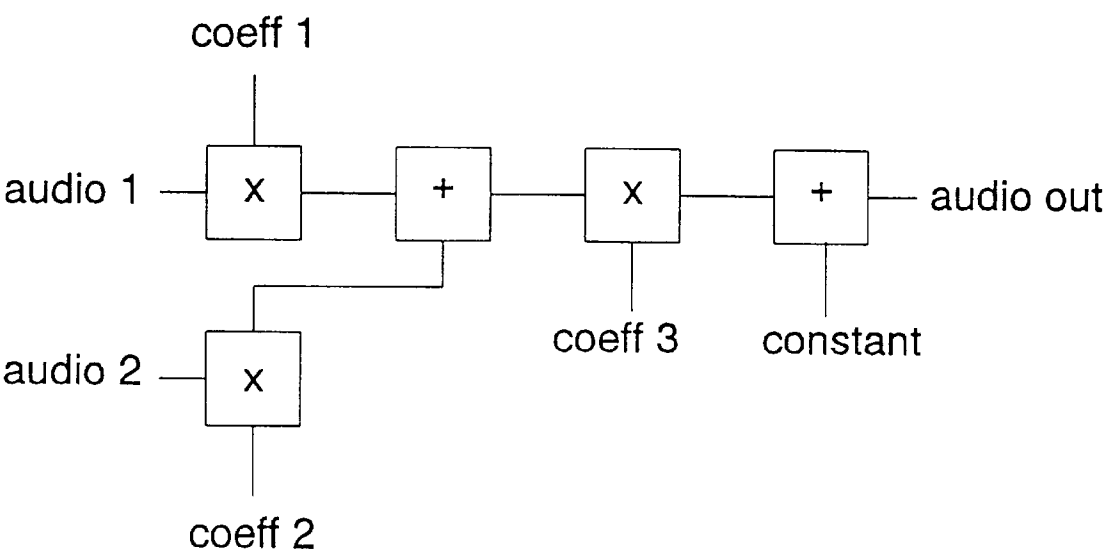 coeff 1
audio 1
x
+
x
+
audio out
coeff 3
constant
audio 2
x
coeff 2